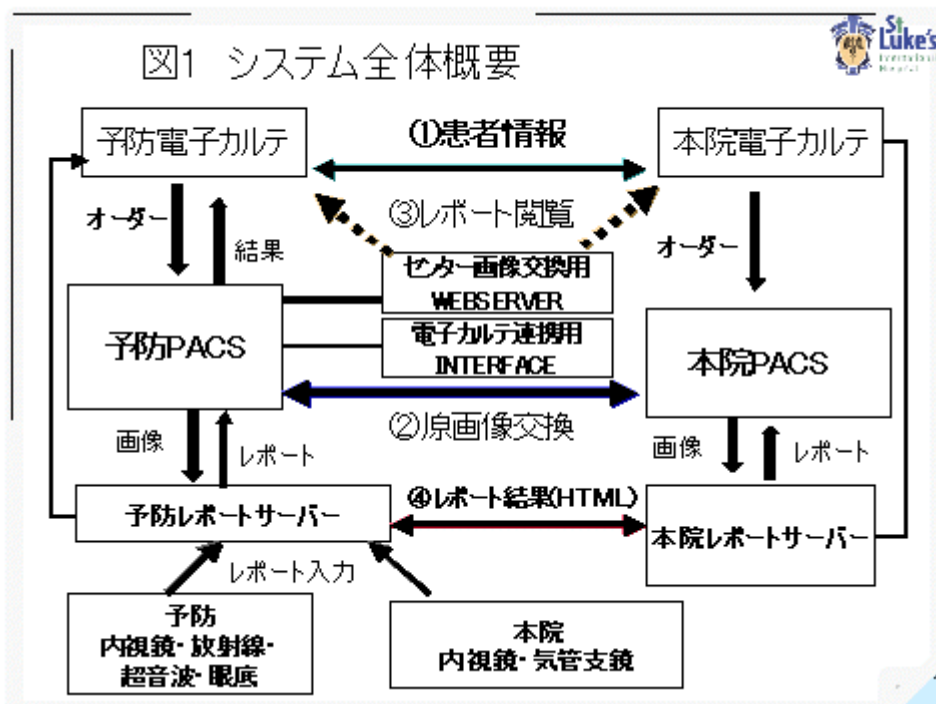 図1 システム全体概要
St
Luke's
International
Hospital
予防電子カルテ
①患者情報
本院電子カルテ
③レポート閲覧
オーダー
結果
オーダー
センター画像交換用
WEBSERVER
電子カルテ連携用
INTERFACE
予防PACS
本院PACS
②原画像交換
画像
レポート
画像
レポート
④レポート結果(HTML)
予防レポートサーバー
本院レポートサーバー
レポート入力
予防
内視鏡・放射線・
超音波・眼底
本院
内視鏡・気管支鏡